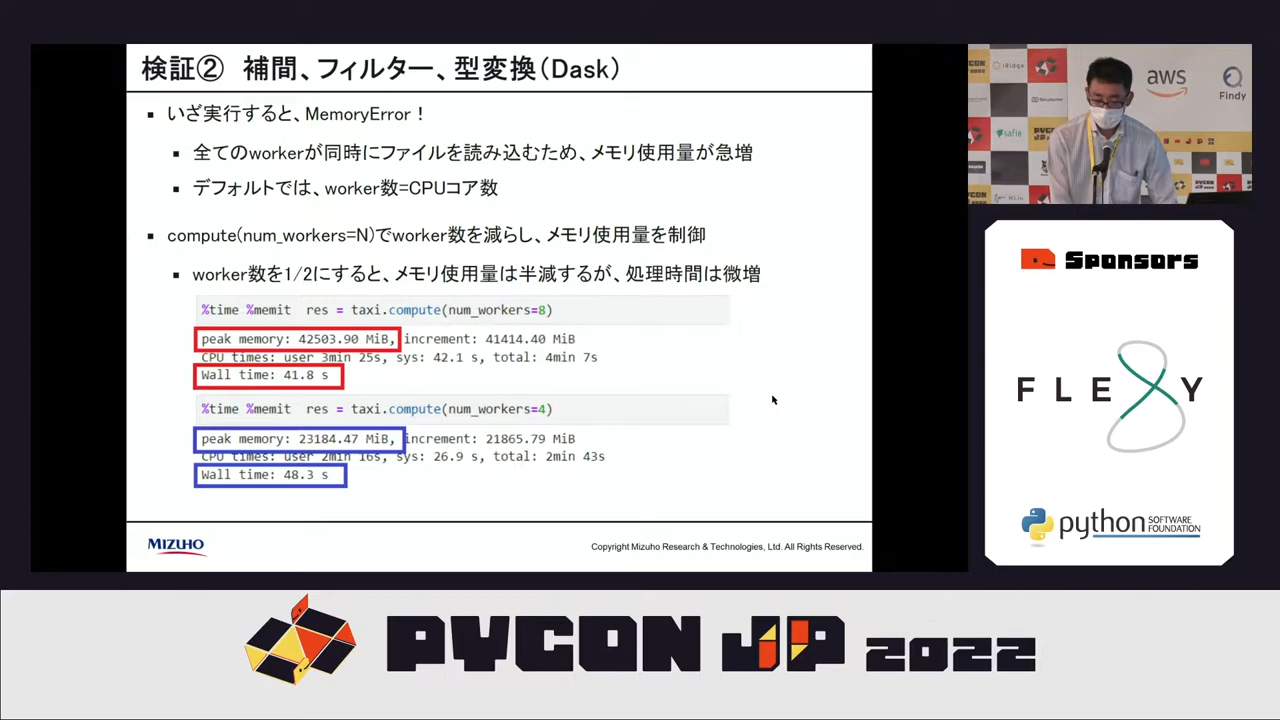 検証② 補間、フィルター、型変換(Dask)
いざ実行すると、MemoryError！
全てのworkerが同時にファイルを読み込むため、メモリ使用量が急増
デフォルトでは、worker数=CPUコア数
compute(num_workers=N)でworker数を減らし、メモリ使用量を制御
worker数を1/2にすると、メモリ使用量は半減するが、処理時間は微増
%time %memit res = taxi.compute(num_workers=8)
peak memory: 42503.90 MiB, increment: 41414.40 MiB
CPU times: user 3min 25s, sys: 42.1 s, total: 4min 7s
Wall time: 41.8 s
%time %memit res = taxi.compute(num_workers=4)
peak memory: 23184.47 MiB, increment: 21865.79 MiB
CPU times: user 2min 16s, sys: 26.9 s, total: 2min 43s
Wall time: 48.3 s
MIZUHO
Copyright Mizuho Research & Technologies, Ltd. All Rights Reserved.
iRidge
aws
Findy
safie
Sponsors
FLEXY
python SOFTWARE
FOUNDATION
PYCON JP 2022